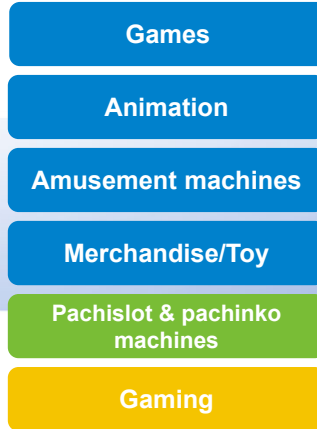 Games
Animation
Amusement machines
Merchandise/Toy
Pachislot & pachinko
machines
Gaming